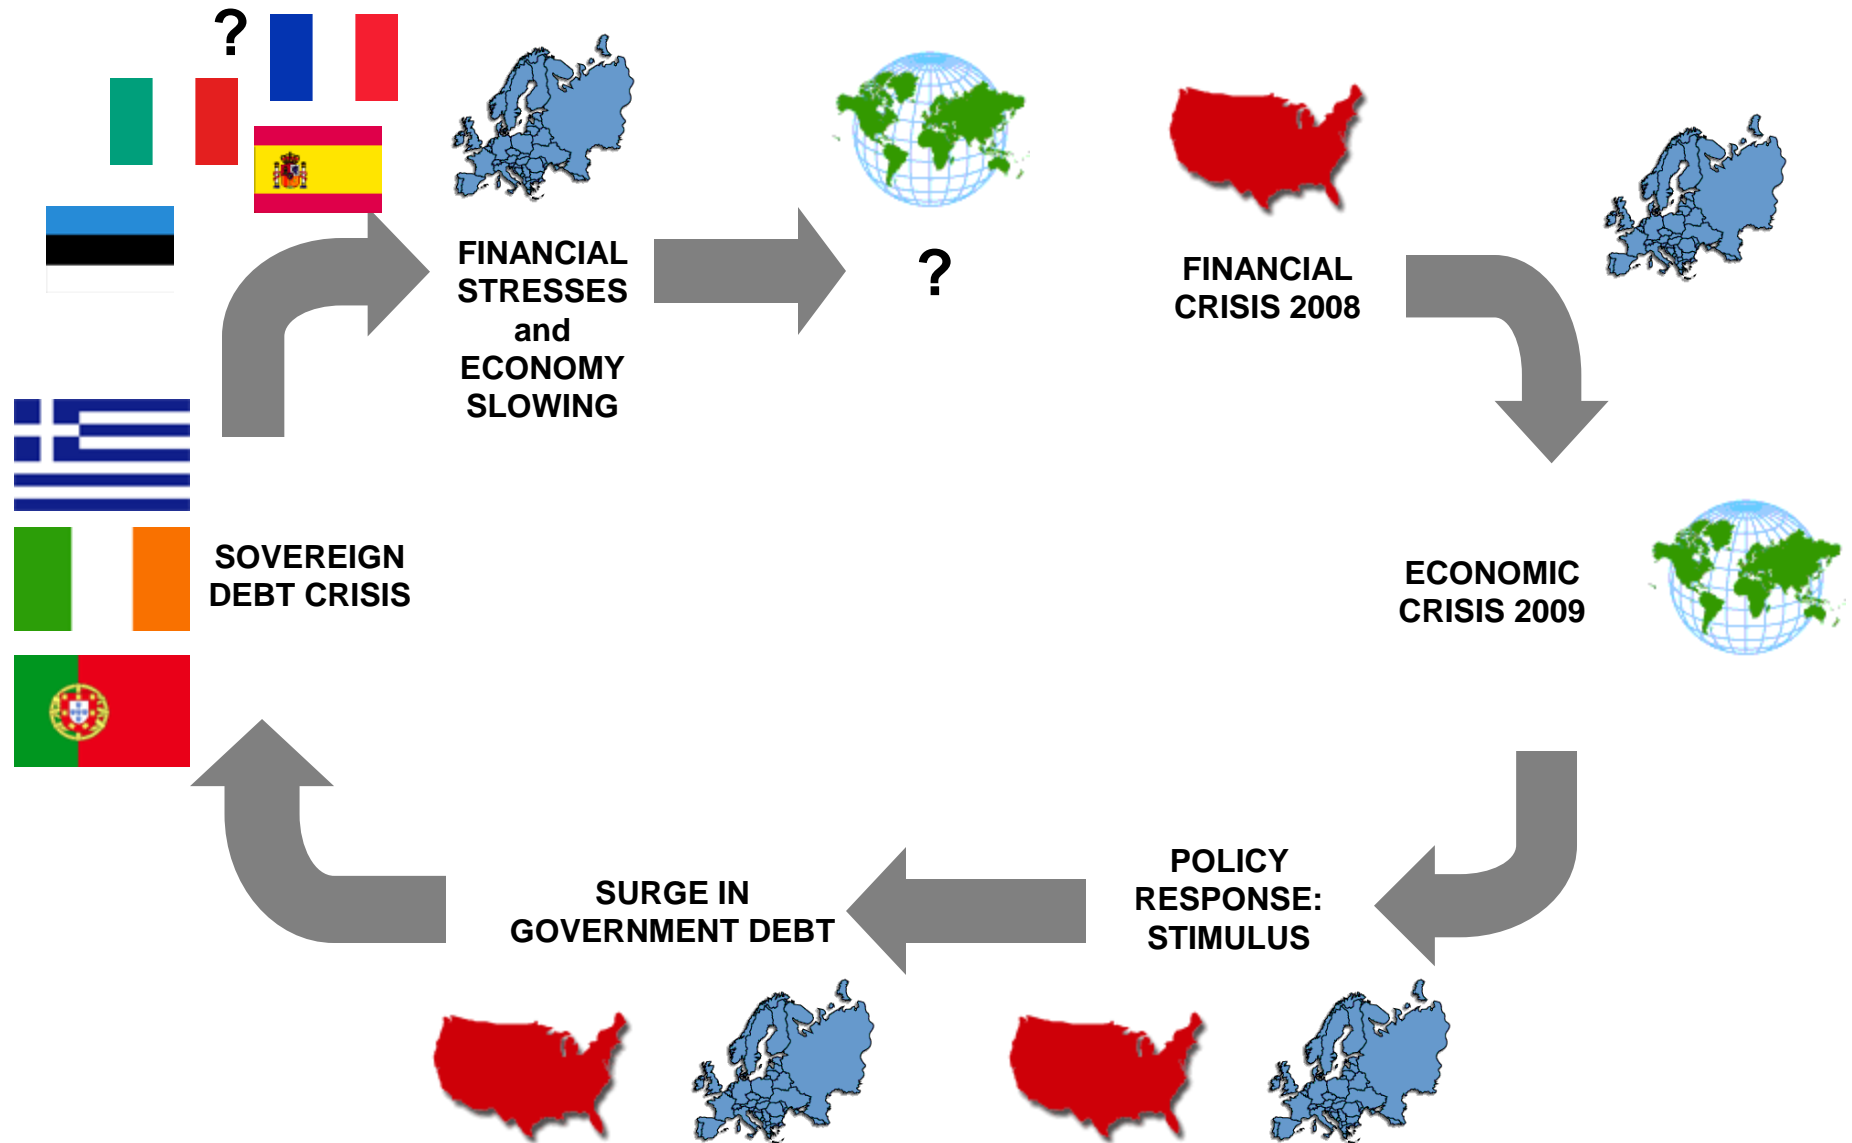 ?
FINANCIAL
STRESSES
and
ECONOMY
SLOWING
?
FINANCIAL
CRISIS 2008
ECONOMIC
CRISIS 2009
POLICY
RESPONSE:
STIMULUS
SURGE IN
GOVERNMENT DEBT
SOVEREIGN
DEBT CRISIS